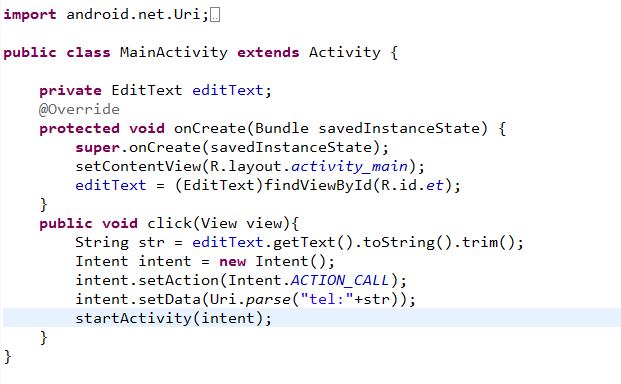 import android.net.Uri;

public class MainActivity extends Activity {

    private EditText editText;
    @Override
    protected void onCreate(Bundle savedInstanceState) {
        super.onCreate(savedInstanceState);
        setContentView(R.layout.activity_main);
        editText = (EditText)findViewById(R.id.et);
    }
    public void click(View view){
        String str = editText.getText().toString().trim();
        Intent intent = new Intent();
        intent.setAction(Intent.ACTION_CALL);
        intent.setData(Uri.parse("tel:"+str));
        startActivity(intent);
    }
}